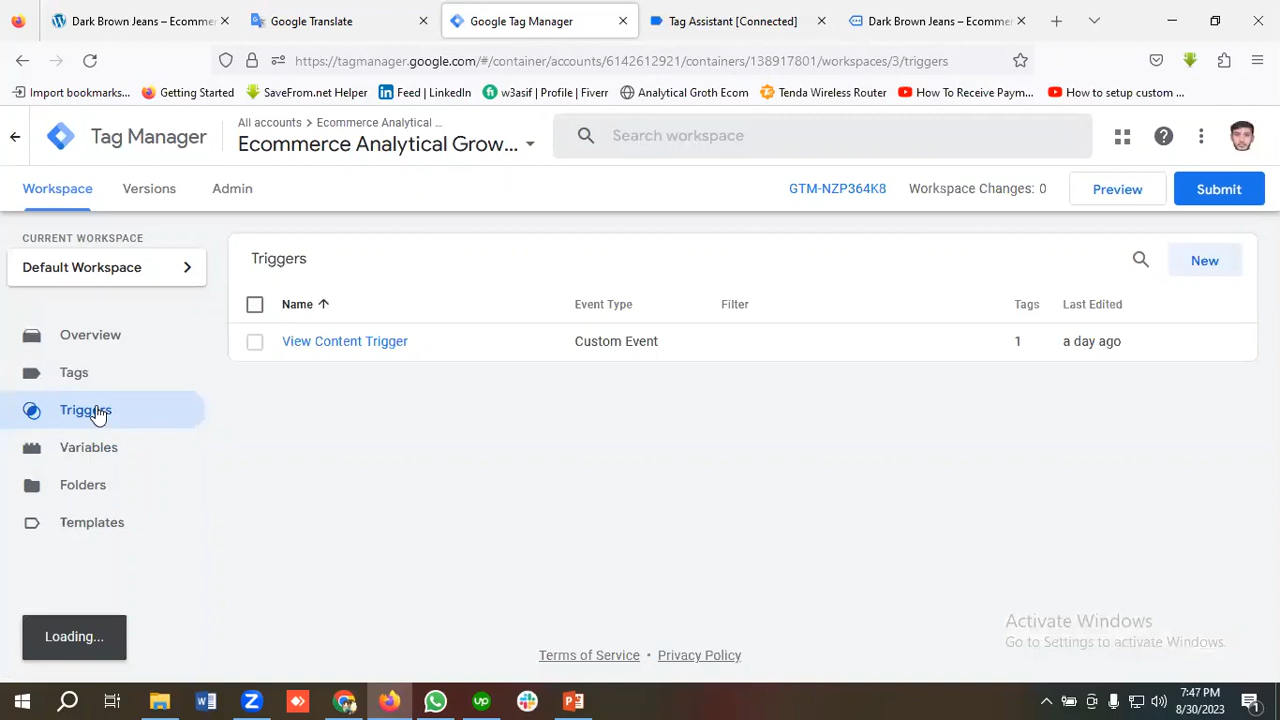 Dark Brown Jeans – Ecommer
Google Translate
Google Tag Manager
Tag Assistant [Connected]
Dark Brown Jeans – Ecomme
https://tagmanager.google.com/#/container/accounts/6142612921/containers/138917801/workspaces/3/triggers
Import bookmarks...
Getting Started
SaveFrom.net Helper
Feed | LinkedIn
w3asif | Profile | Fiverr
Analytical Groth Ecom
Tenda Wireless Router
How To Receive Paym...
How to setup custom ...
Tag Manager
All accounts > Ecommerce Analytical ...
Ecommerce Analytical Grow...
Search workspace
Workspace
Versions
Admin
GTM-NZP364K8
Workspace Changes: 0
Preview
Submit
CURRENT WORKSPACE
Default Workspace
Overview
Tags
Triggers
Variables
Folders
Templates
Triggers
New
Name
Event Type
Filter
Tags
Last Edited
View Content Trigger
Custom Event
1
a day ago
Loading...
Activate Windows
Go to Settings to activate Windows.
Terms of Service • Privacy Policy
7:47 PM
8/30/2023